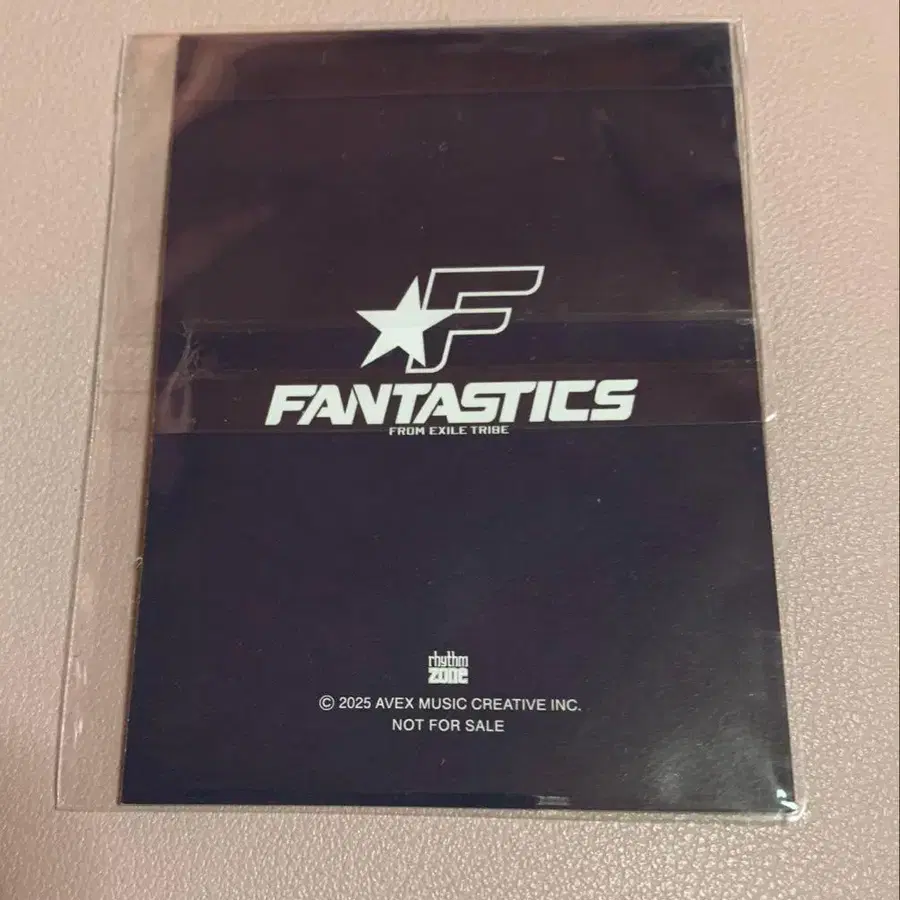 F
FANTASTICS
FROM EXILE TRIBE
rhythm
zone
© 2025 AVEX MUSIC CREATIVE INC.
NOT FOR SALE